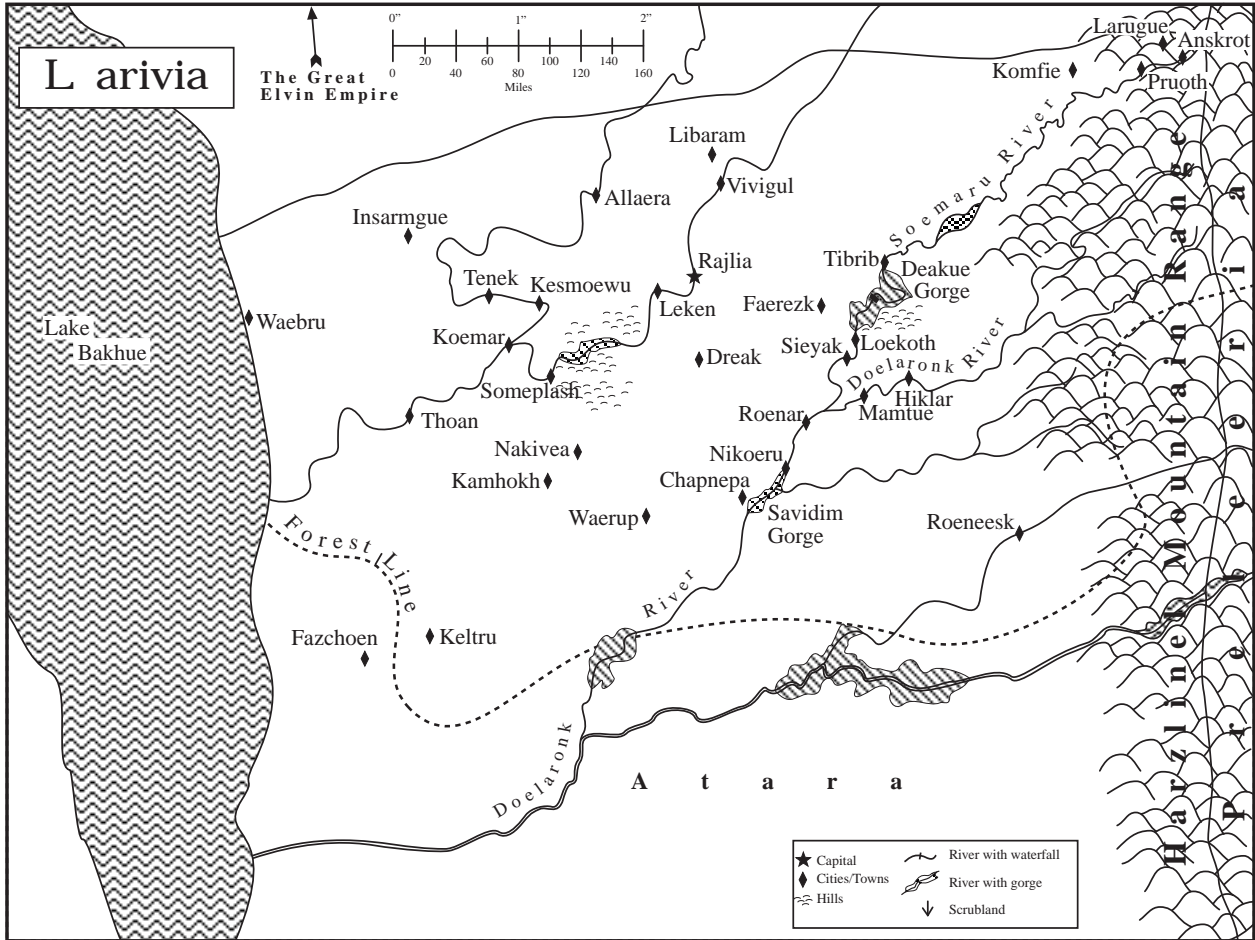 L arivia
The Great
Elvin Empire
0” 1” 2”
0 20 40 60 80 100 120 140 160
Miles
Larugue
Anskrot
Komfie
Pruoth
Libaram
Vivigul
Allaera
Insarmgue
Soemaru River
Rajlia
Tibrib
Deakue
Gorge
Tenek
Kesmoewu
Leken
Faerezk
Waebru
Lake
Bakhue
Koemar
Sieyak
Loekoth
Dreak
Doelaronk River
Someplash
Hiklar
Mamtue
Thoan
Roenar
Nakivea
Nikoeru
Kamhokh
Chapnepa
Waerup
Savidim
Gorge
Roeneesk
Forest Line
River
Fazchoen
Keltru
Doelaronk
Atara
Harzlinel Mountain Range
Prrelerreria
Capital
Cities/Towns
Hills
River with waterfall
River with gorge
Scrubland